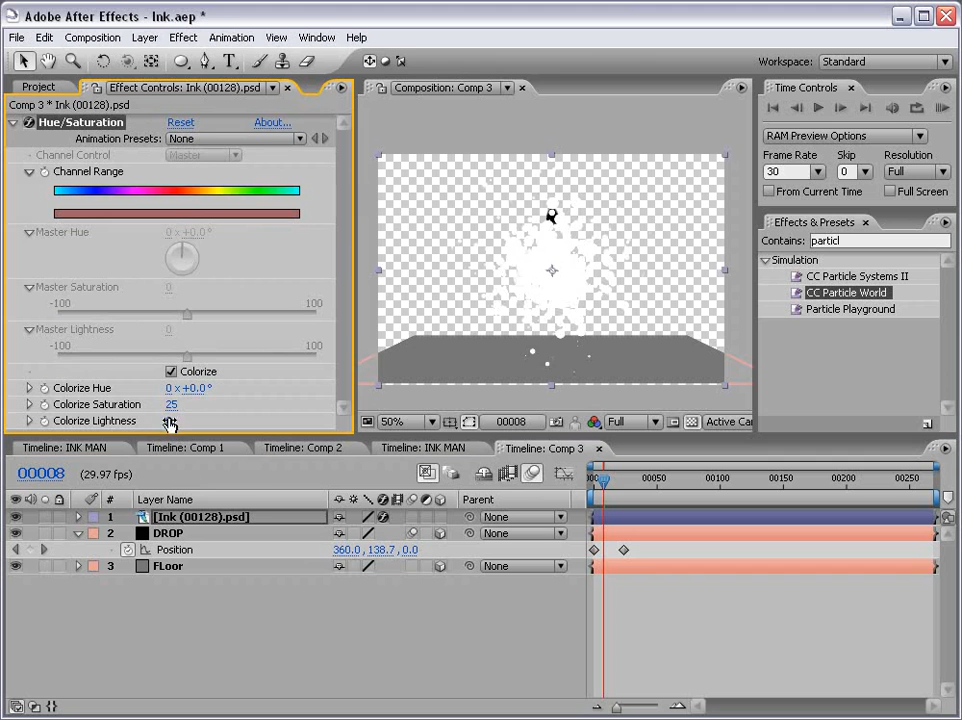 Adobe After Effects - Ink.aep *
File Edit Composition Layer Effect Animation View Window Help
Workspace: Standard
Project
Effect Controls: Ink (00128).psd
Comp 3 * Ink (00128).psd
Hue/Saturation Reset About...
Animation Presets: None
Channel Control Master
Channel Range
Master Hue 0 x +0.0°
Master Saturation 0
-100 100
Master Lightness 0
-100 100
Colorize
Colorize Hue 0 x +0.0°
Colorize Saturation 25
Colorize Lightness
Composition: Comp 3
50% 00008 Full Active Car
Time Controls
RAM Preview Options
Frame Rate Skip Resolution
30 0 Full
From Current Time Full Screen
Effects & Presets
Contains: particl
Simulation
CC Particle Systems II
CC Particle World
Particle Playground
Timeline: INK MAN Timeline: Comp 1 Timeline: Comp 2 Timeline: INK MAN Timeline: Comp 3
00008 (29.97 fps)
00050 00100 00150 00200 00250
# Layer Name Parent
1 [Ink (00128).psd] None
2 DROP None
Position 360.0, 138.7, 0.0
3 FLoor None